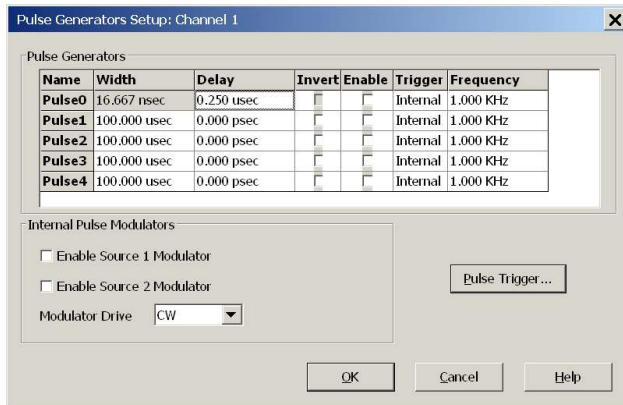 Pulse Generators Setup: Channel 1
Pulse Generators
Name Width Delay Invert Enable Trigger Frequency
Pulse0 16.667 nsec 0.250 usec Internal 1.000 KHz
Pulse1 100.000 usec 0.000 psec Internal 1.000 KHz
Pulse2 100.000 usec 0.000 psec Internal 1.000 KHz
Pulse3 100.000 usec 0.000 psec Internal 1.000 KHz
Pulse4 100.000 usec 0.000 psec Internal 1.000 KHz
Internal Pulse Modulators
Enable Source 1 Modulator
Enable Source 2 Modulator
Pulse Trigger...
Modulator Drive CW
OK Cancel Help